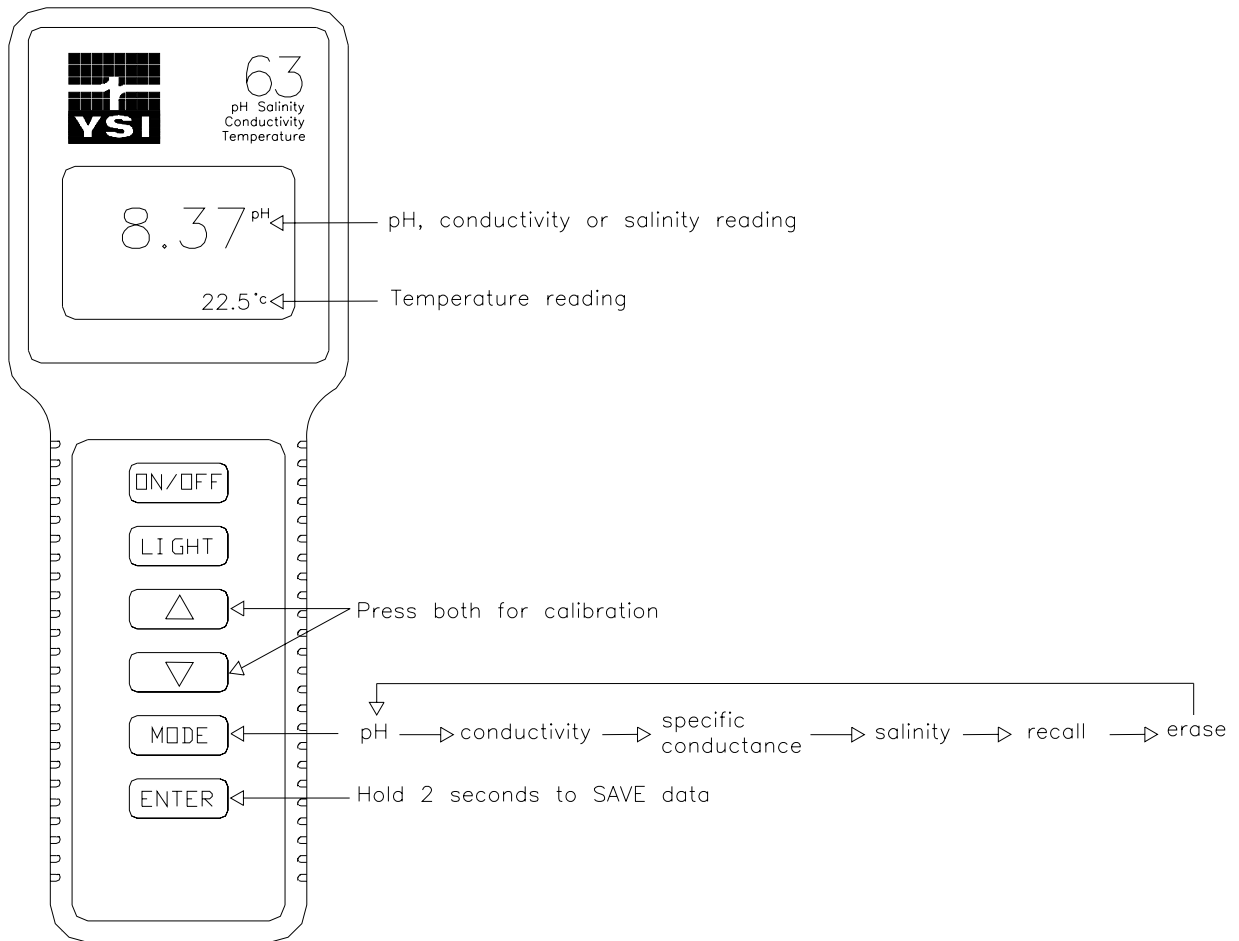 YSI
63
pH Salinity
Conductivity
Temperature
8.37 pH
pH, conductivity or salinity reading
22.5°c
Temperature reading
ON/OFF
LIGHT
Press both for calibration
MODE
pH
conductivity
specific
conductance
salinity
recall
erase
ENTER
Hold 2 seconds to SAVE data